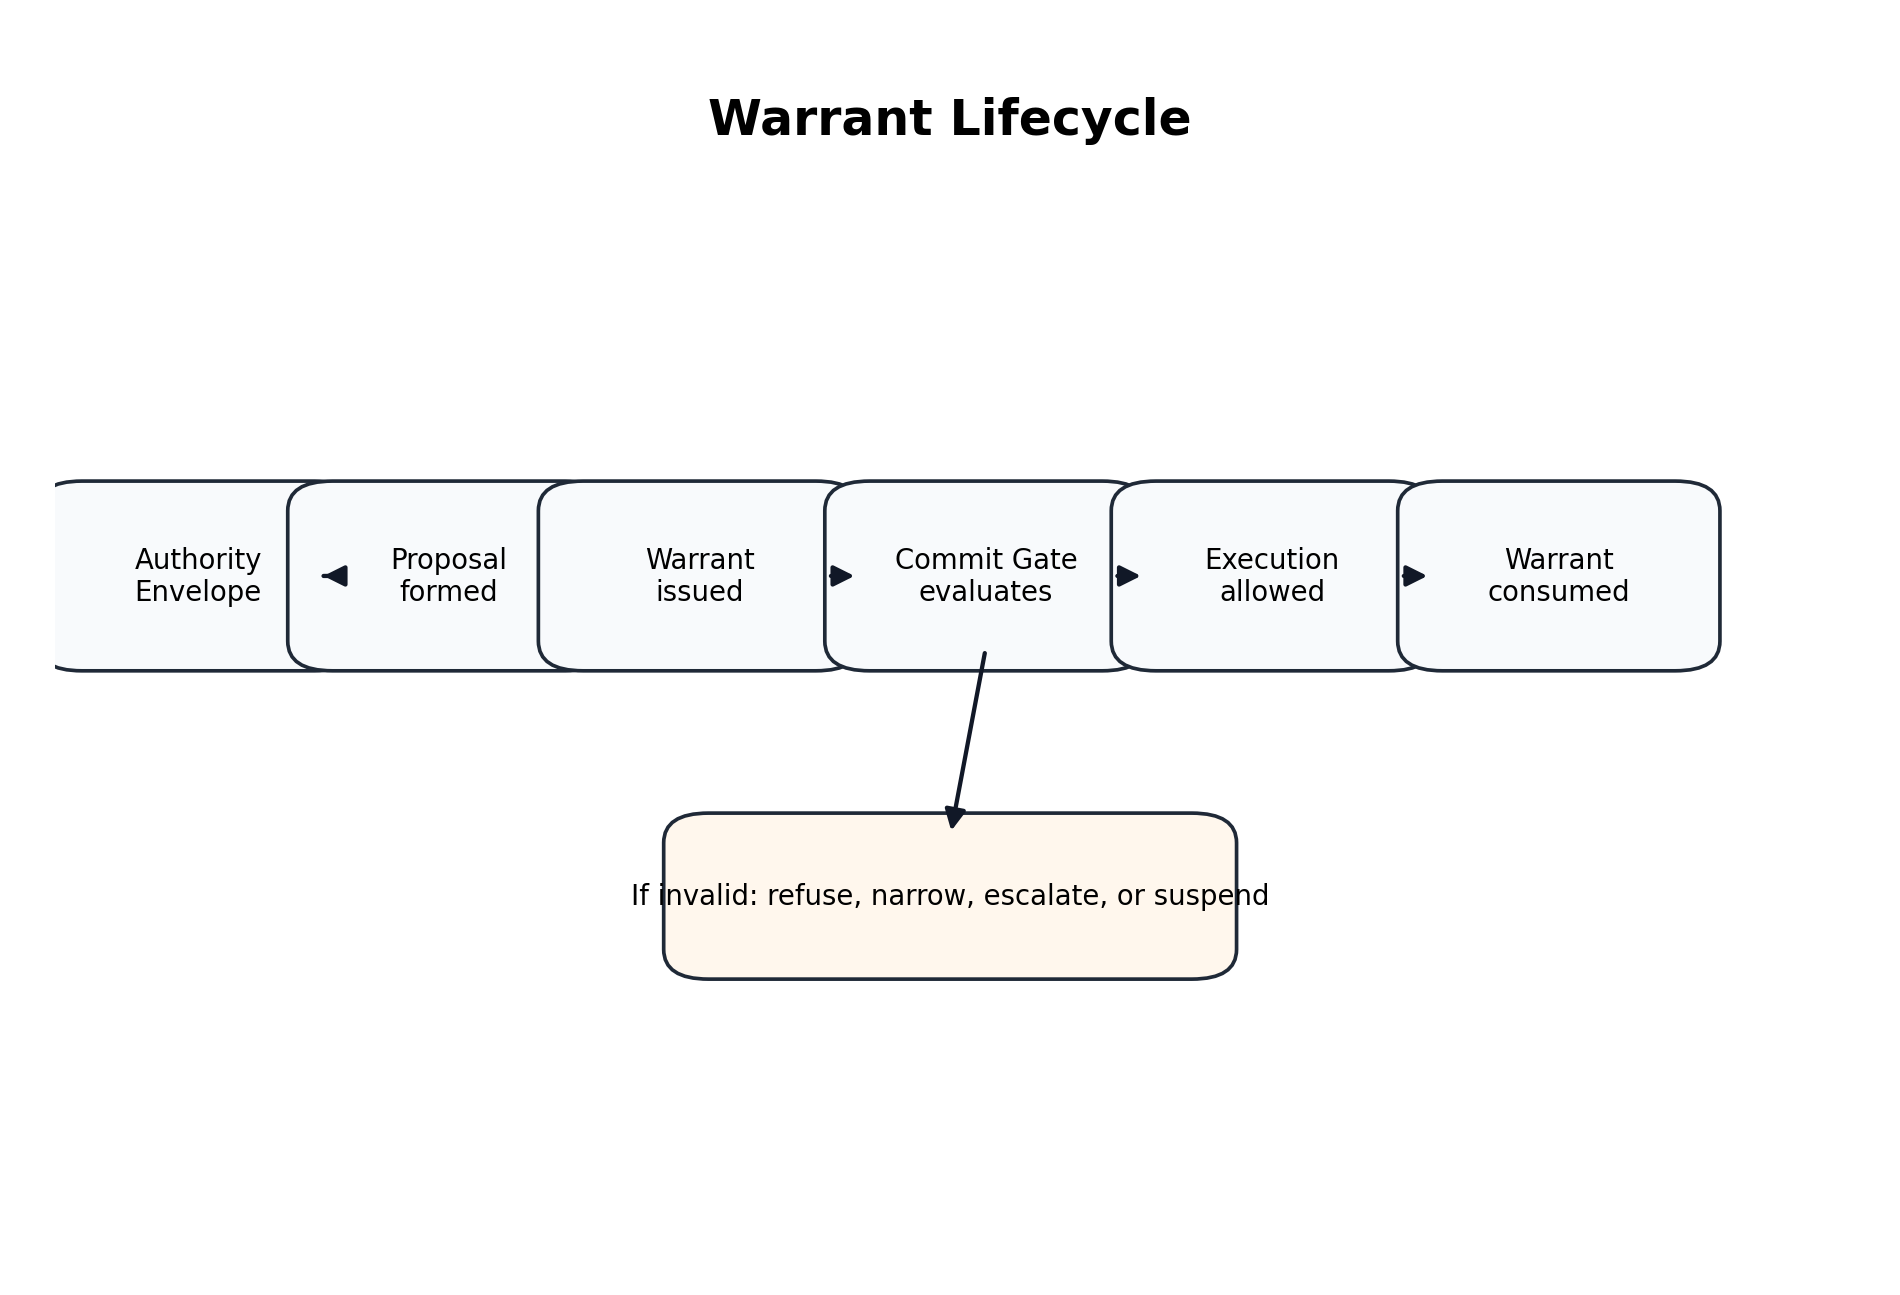 Warrant Lifecycle
Authority
Envelope
Proposal
formed
Warrant
issued
Commit Gate
evaluates
Execution
allowed
Warrant
consumed
If invalid: refuse, narrow, escalate, or suspend